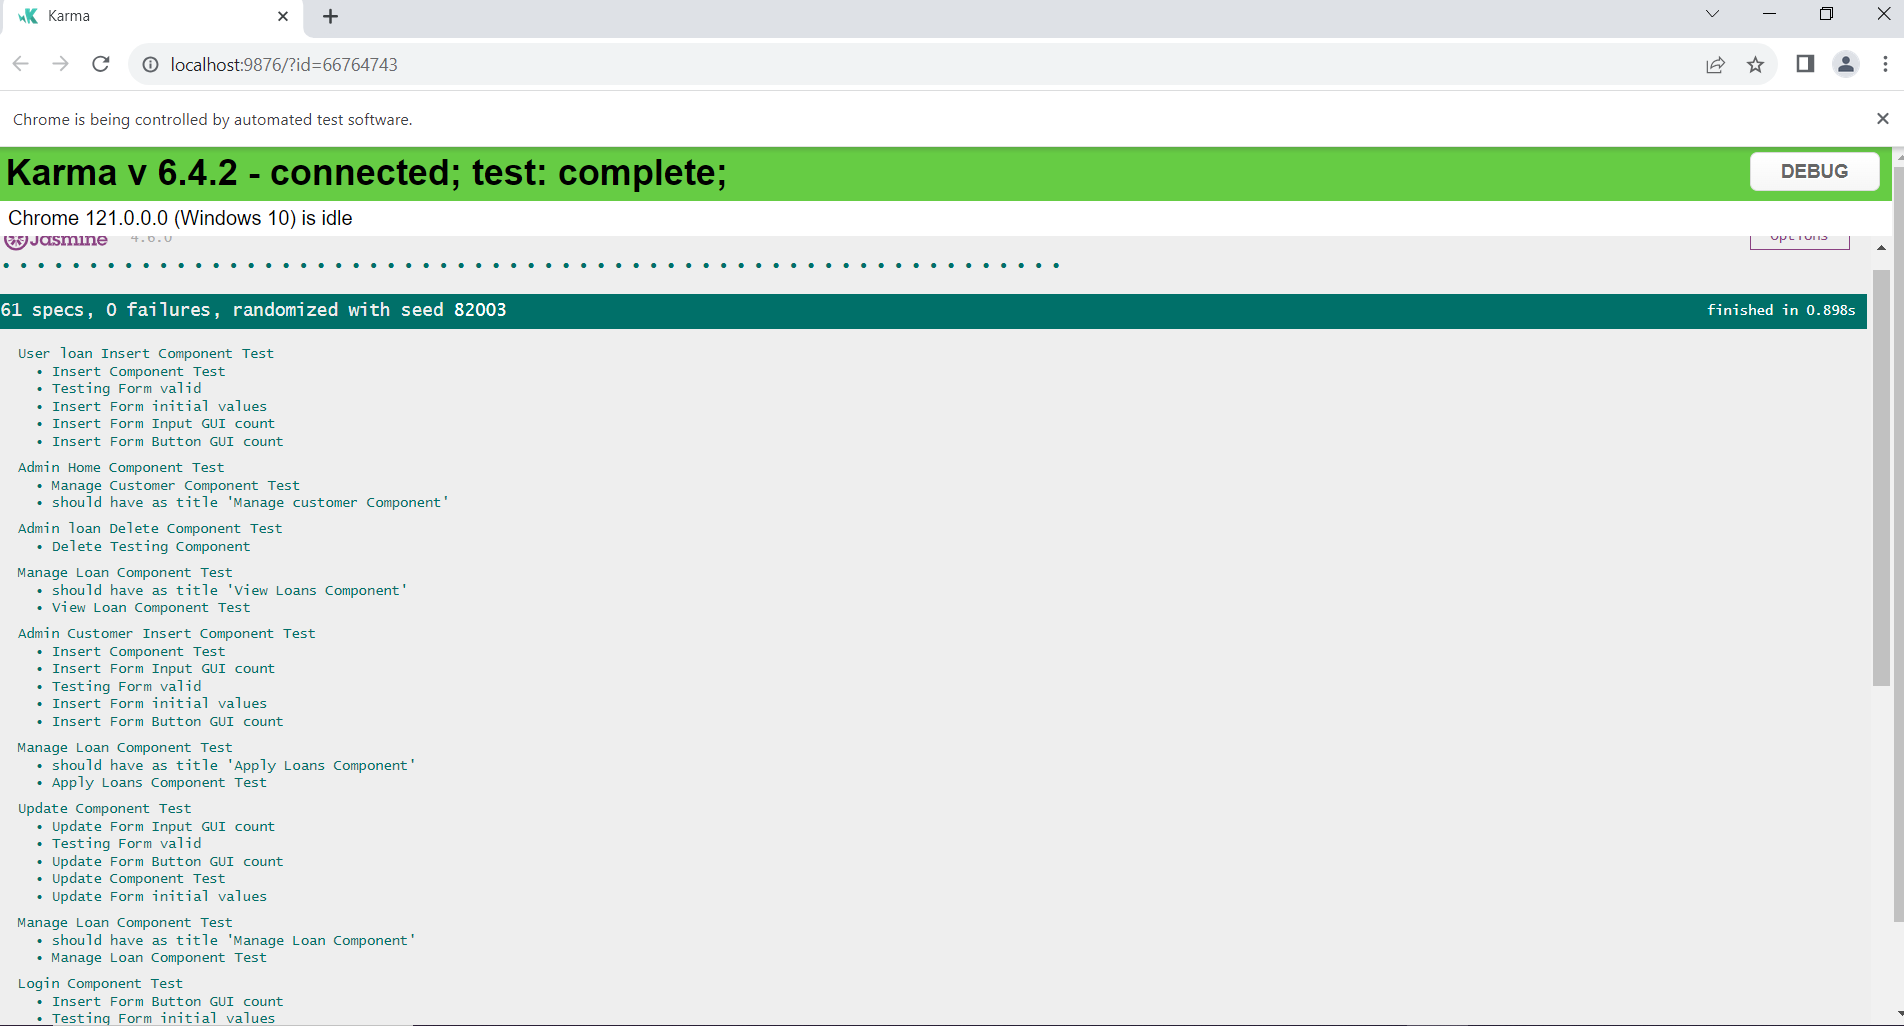 Karma
localhost:9876/?id=66764743
Chrome is being controlled by automated test software.
Karma v 6.4.2 - connected; test: complete;
DEBUG
Chrome 121.0.0.0 (Windows 10) is idle
Jasmine 4.6.0
Options
61 specs, 0 failures, randomized with seed 82003
finished in 0.898s
User loan Insert Component Test
• Insert Component Test
• Testing Form valid
• Insert Form initial values
• Insert Form Input GUI count
• Insert Form Button GUI count
Admin Home Component Test
• Manage Customer Component Test
• should have as title 'Manage customer Component'
Admin loan Delete Component Test
• Delete Testing Component
Manage Loan Component Test
• should have as title 'View Loans Component'
• View Loan Component Test
Admin Customer Insert Component Test
• Insert Component Test
• Insert Form Input GUI count
• Testing Form valid
• Insert Form initial values
• Insert Form Button GUI count
Manage Loan Component Test
• should have as title 'Apply Loans Component'
• Apply Loans Component Test
Update Component Test
• Update Form Input GUI count
• Testing Form valid
• Update Form Button GUI count
• Update Component Test
• Update Form initial values
Manage Loan Component Test
• should have as title 'Manage Loan Component'
• Manage Loan Component Test
Login Component Test
• Insert Form Button GUI count
• Testing Form initial values